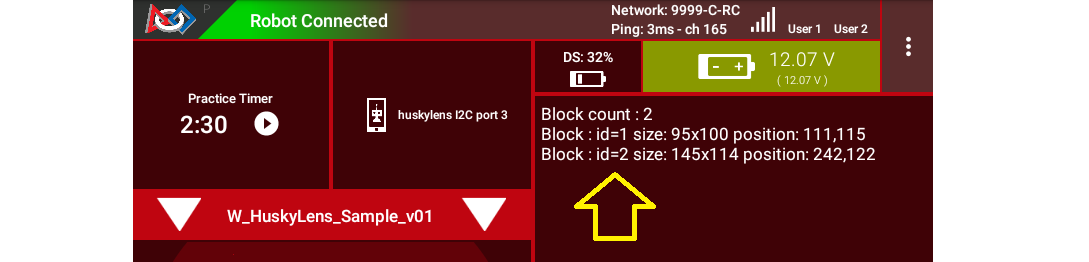 P
Robot Connected
Network: 9999-C-RC
Ping: 3ms - ch 165
User 1 User 2
Practice Timer
2:30
huskylens I2C port 3
DS: 32%
12.07 V
( 12.07 V )
W_HuskyLens_Sample_v01
Block count : 2
Block : id=1 size: 95x100 position: 111,115
Block : id=2 size: 145x114 position: 242,122